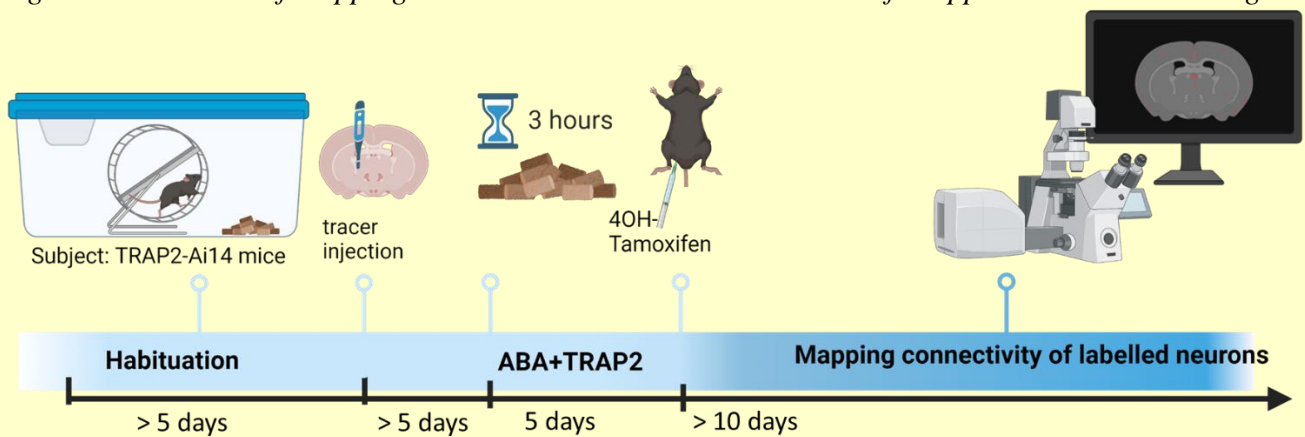 3 hours
tracer
injection
4OH-
Tamoxifen
Subject: TRAP2-Ai14 mice
Habituation
ABA+TRAP2
Mapping connectivity of labelled neurons
> 5 days
> 5 days
5 days
> 10 days